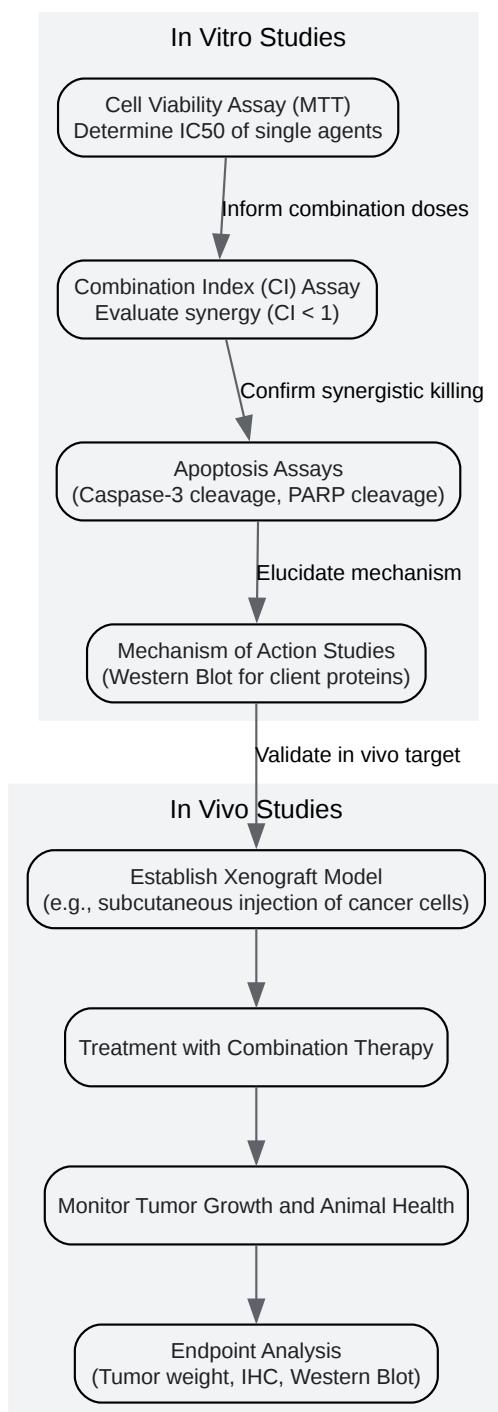 In Vitro Studies
Cell Viability Assay (MTT)
Determine IC50 of single agents
Inform combination doses
Combination Index (CI) Assay
Evaluate synergy (CI < 1)
Confirm synergistic killing
Apoptosis Assays
(Caspase-3 cleavage, PARP cleavage)
Elucidate mechanism
Mechanism of Action Studies
(Western Blot for client proteins)
Validate in vivo target
In Vivo Studies
Establish Xenograft Model
(e.g., subcutaneous injection of cancer cells)
Treatment with Combination Therapy
Monitor Tumor Growth and Animal Health
Endpoint Analysis
(Tumor weight, IHC, Western Blot)